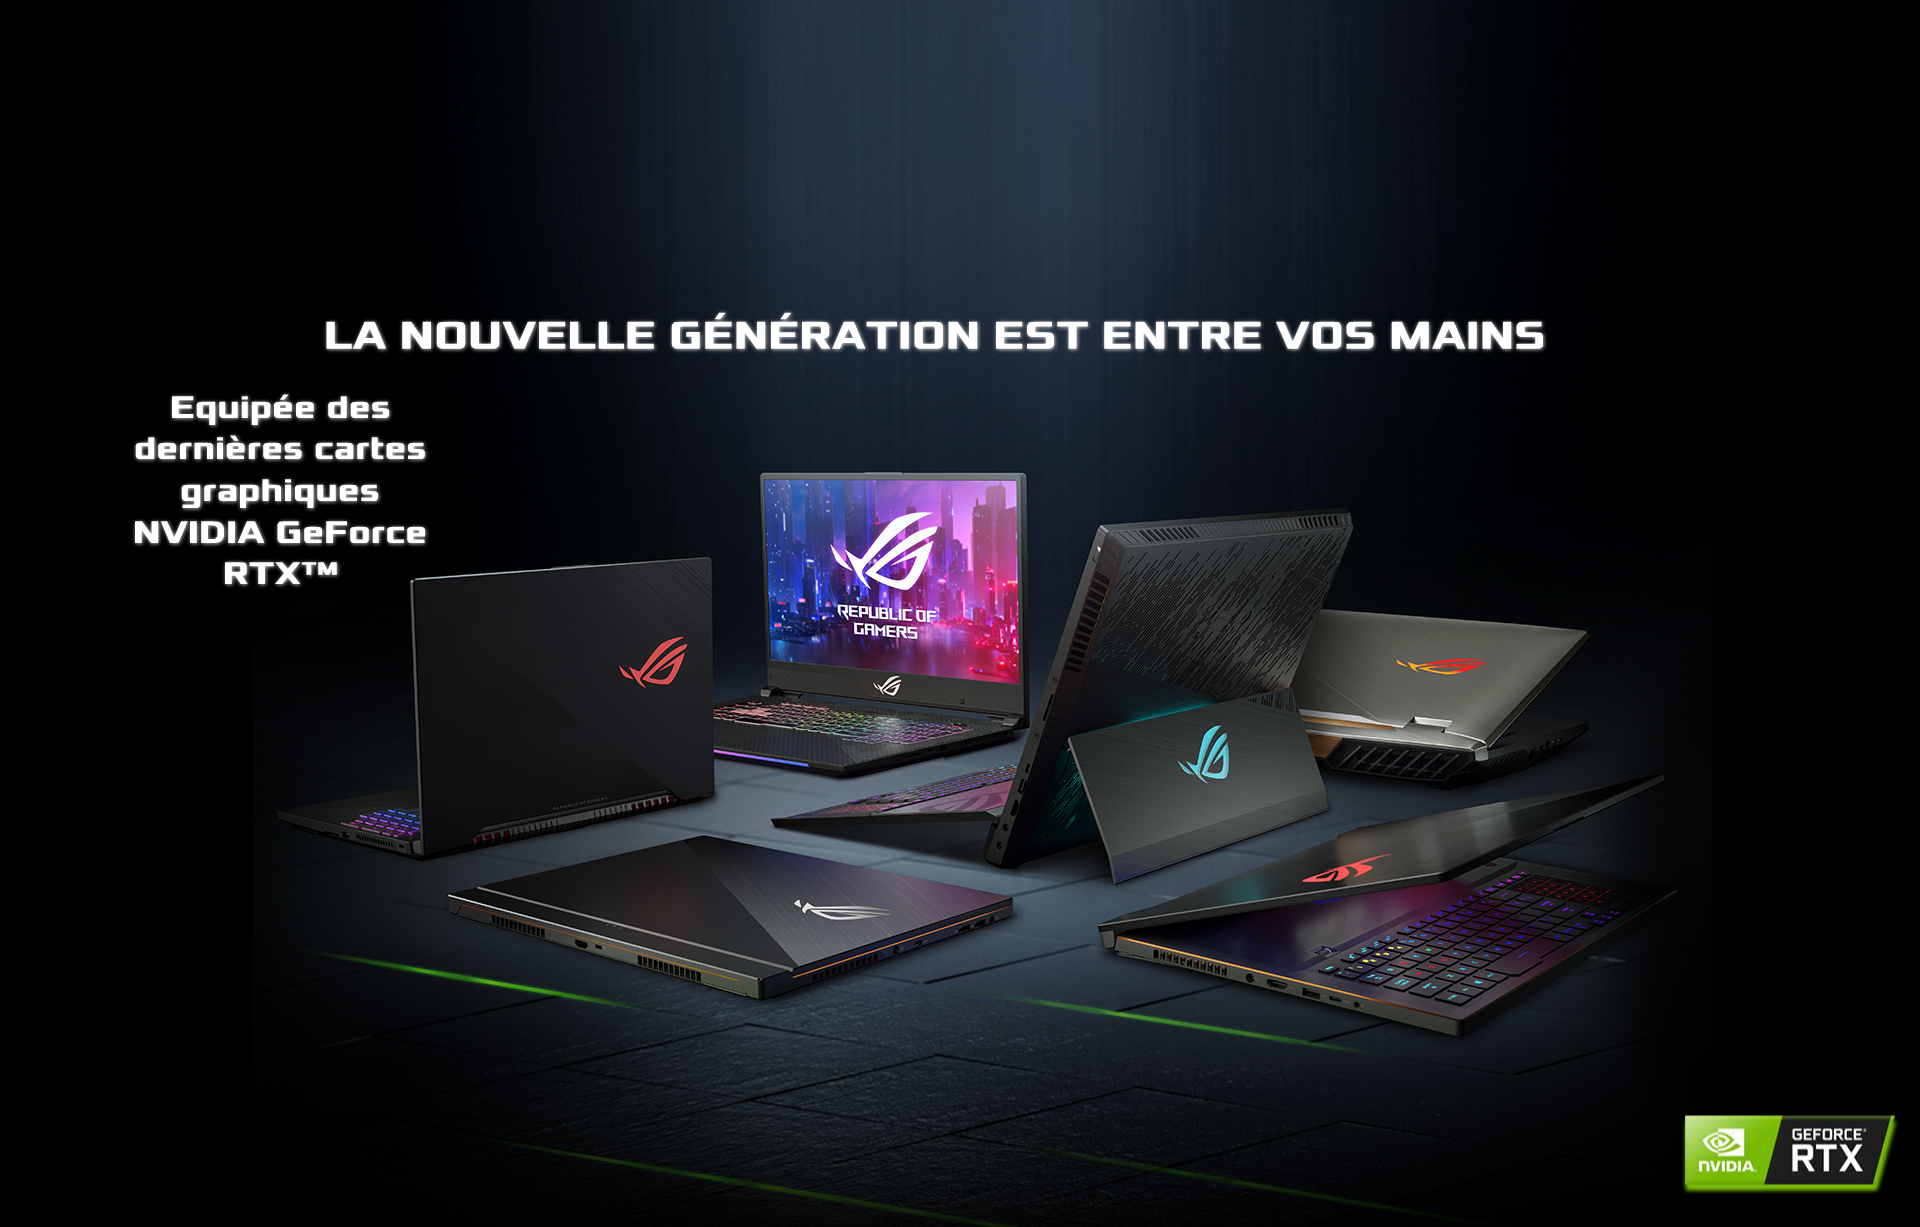 LA NOUVELLE GÉNÉRATION EST ENTRE VOS MAINS
Equipée des
dernières cartes
graphiques
NVIDIA GeForce
RTX™
REPUBLIC OF
GAMERS
NVIDIA.
GEFORCE®
RTX